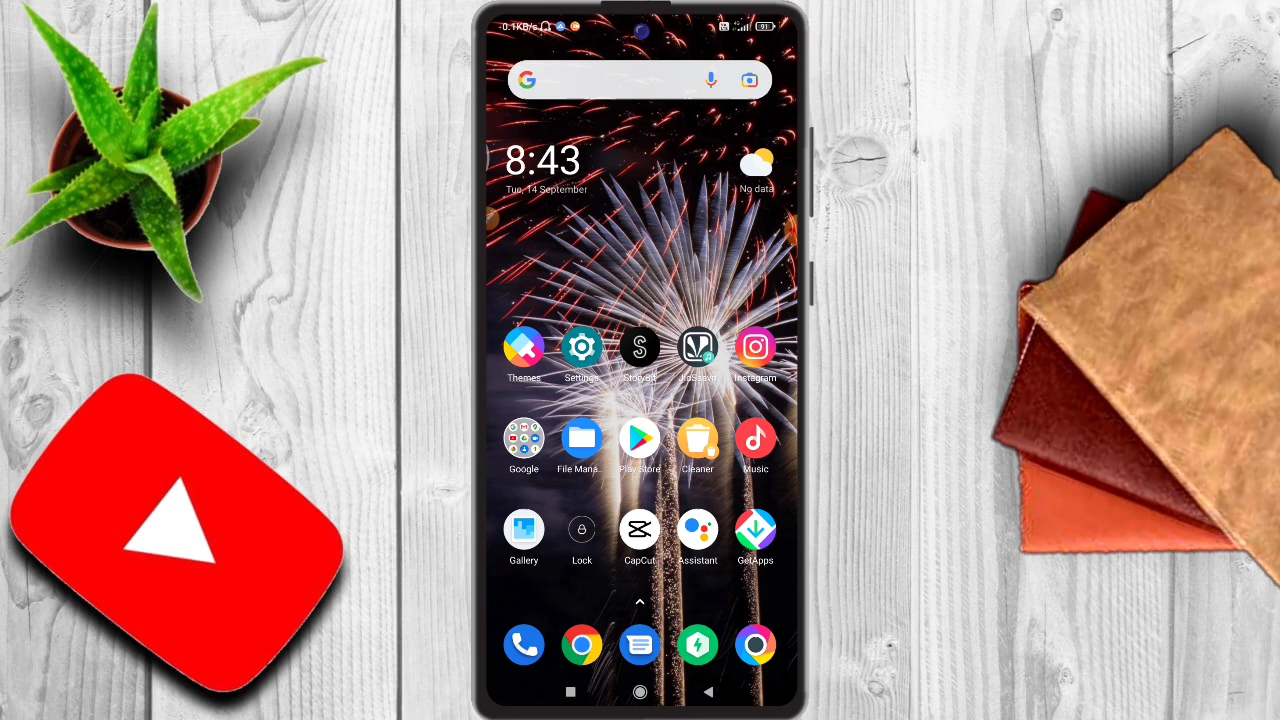 0.1KB/s
91
8:43
Tue, 14 September
No data
Themes
Settings
StoryBit
JioSaavn
Instagram
Google
File Mana..
Play Store
Cleaner
Music
Gallery
Lock
CapCut
Assistant
GetApps